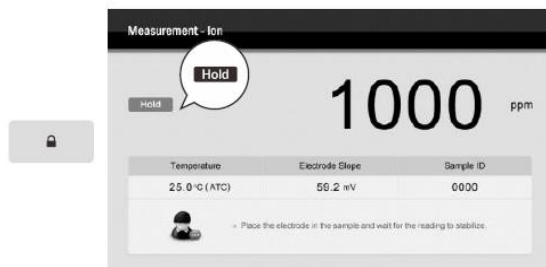 Measurement - Ion
Hold
Hold
1000 ppm
Temperature Electrode Slope Sample ID
25.0°C (ATC) 59.2 mV 0000
Place the electrode in the sample and wait for the reading to stabilize.